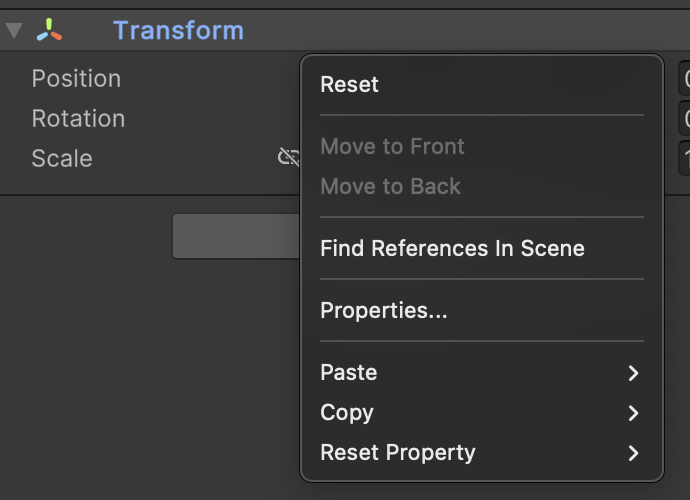 Transform
Position
Rotation
Scale
Reset
Move to Front
Move to Back
Find References In Scene
Properties...
Paste
Copy
Reset Property